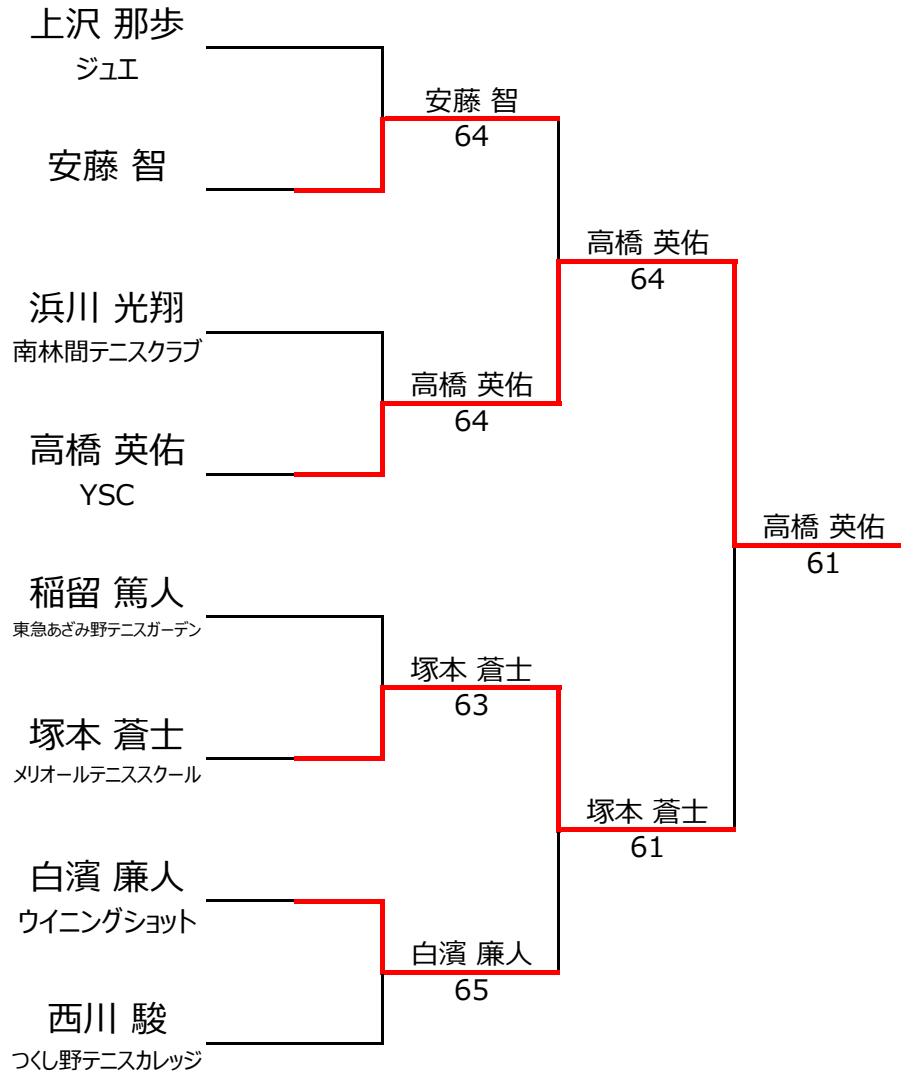 上沢 那歩
ジュエ
安藤 智
64
安藤 智
高橋 英佑
64
浜川 光翔
南林間テニスクラブ
高橋 英佑
64
高橋 英佑
YSC
高橋 英佑
61
稲留 篤人
東急あざみ野テニスガーデン
塚本 蒼士
63
塚本 蒼士
メリオールテニススクール
塚本 蒼士
61
白濱 廉人
ウイニングショット
白濱 廉人
65
西川 駿
つくし野テニスカレッジ